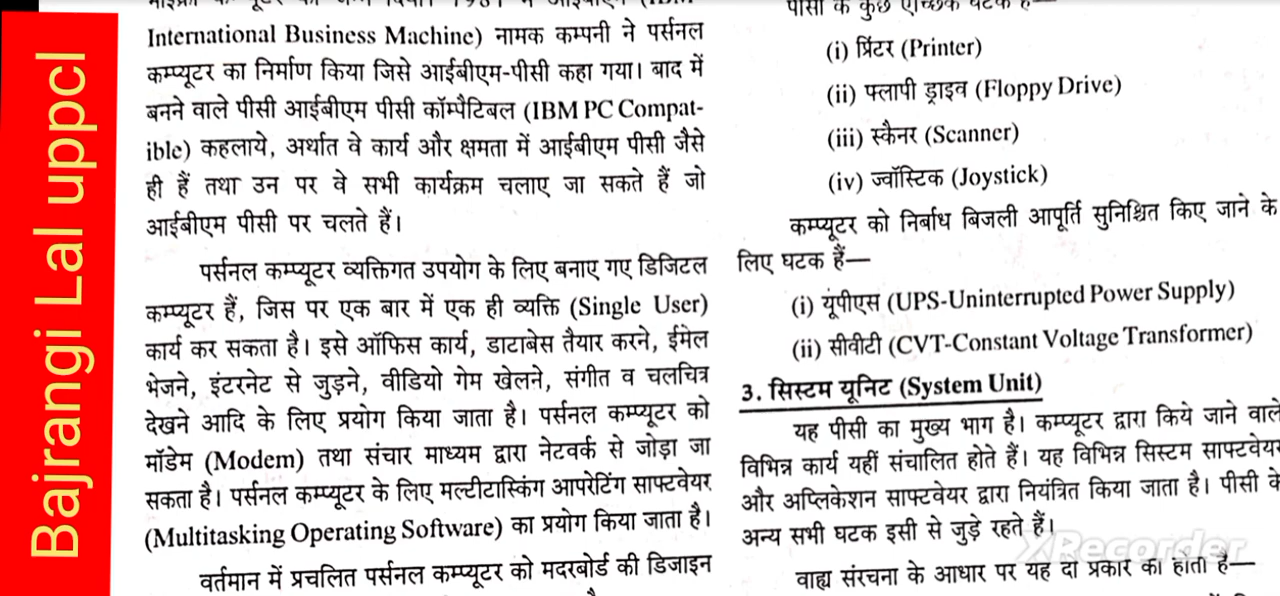 Bajrangi Lal uppcl
International Business Machine) नामक कम्पनी ने पर्सनल
कम्प्यूटर का निर्माण किया जिसे आईबीएम-पीसी कहा गया। बाद में
बनने वाले पीसी आईबीएम पीसी कॉम्पैटिबल (IBM PC Compat-
ible) कहलाये, अर्थात वे कार्य और क्षमता में आईबीएम पीसी जैसे
ही हैं तथा उन पर वे सभी कार्यक्रम चलाए जा सकते हैं जो
आईबीएम पीसी पर चलते हैं।
पर्सनल कम्प्यूटर व्यक्तिगत उपयोग के लिए बनाए गए डिजिटल
कम्प्यूटर हैं, जिस पर एक बार में एक ही व्यक्ति (Single User)
कार्य कर सकता है। इसे ऑफिस कार्य, डाटाबेस तैयार करने, ईमेल
भेजने, इंटरनेट से जुड़ने, वीडियो गेम खेलने, संगीत व चलचित्र
देखने आदि के लिए प्रयोग किया जाता है। पर्सनल कम्प्यूटर को
मॉडेम (Modem) तथा संचार माध्यम द्वारा नेटवर्क से जोड़ा जा
सकता है। पर्सनल कम्प्यूटर के लिए मल्टीटास्किंग आपरेटिंग साफ्टवेयर
(Multitasking Operating Software) का प्रयोग किया जाता है।
वर्तमान में प्रचलित पर्सनल कम्प्यूटर को मदरबोर्ड की डिजाइन
पीसी के कुछ ऐच्छिक घटक हैं—
(i) प्रिंटर (Printer)
(ii) फ्लापी ड्राइव (Floppy Drive)
(iii) स्कैनर (Scanner)
(iv) ज्वॉस्टिक (Joystick)
कम्प्यूटर को निर्बाध बिजली आपूर्ति सुनिश्चित किए जाने के
लिए घटक हैं—
(i) यूपीएस (UPS-Uninterrupted Power Supply)
(ii) सीवीटी (CVT-Constant Voltage Transformer)
3. सिस्टम यूनिट (System Unit)
यह पीसी का मुख्य भाग है। कम्प्यूटर द्वारा किये जाने वाले
विभिन्न कार्य यहीं संचालित होते हैं। यह विभिन्न सिस्टम साफ्टवेयर
और अप्लिकेशन साफ्टवेयर द्वारा नियंत्रित किया जाता है। पीसी के
अन्य सभी घटक इसी से जुड़े रहते हैं।
वाह्य संरचना के आधार पर यह दो प्रकार का होता है—
XRecorder